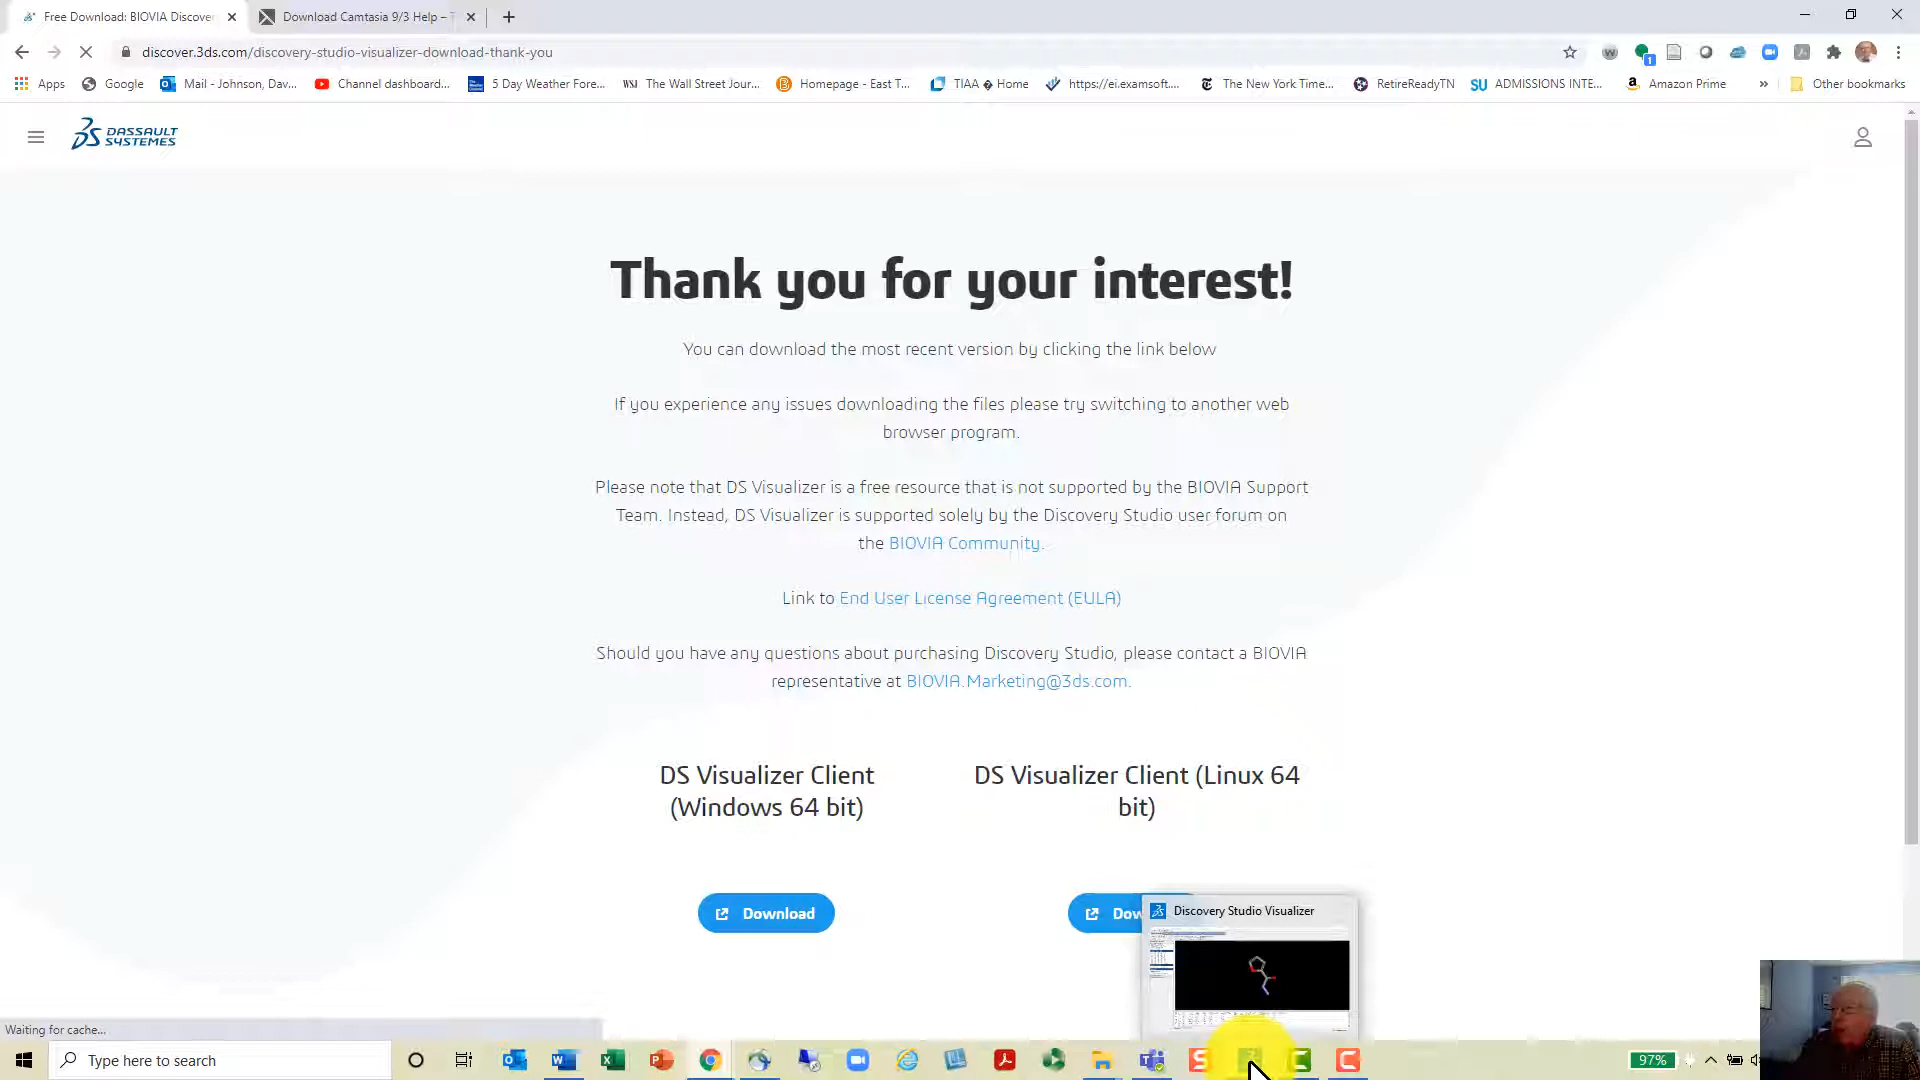 Free Download: BIOVIA Discover
Download Camtasia 9/3 Help –
discover.3ds.com/discovery-studio-visualizer-download-thank-you
1
Apps
Google
Mail - Johnson, Dav...
Channel dashboard...
5 Day Weather Fore...
WSJ
The Wall Street Jour...
Homepage - East T...
TIAA � Home
https://ei.examsoft....
The New York Time...
RetireReadyTN
SU
ADMISSIONS INTE...
Amazon Prime
»
Other bookmarks
DASSAULT
SYSTEMES
Thank you for your interest!
You can download the most recent version by clicking the link below
If you experience any issues downloading the files please try switching to another web
browser program.
Please note that DS Visualizer is a free resource that is not supported by the BIOVIA Support
Team. Instead, DS Visualizer is supported solely by the Discovery Studio user forum on
the BIOVIA Community.
Link to End User License Agreement (EULA)
Should you have any questions about purchasing Discovery Studio, please contact a BIOVIA
representative at BIOVIA.Marketing@3ds.com.
DS Visualizer Client
(Windows 64 bit)
DS Visualizer Client (Linux 64
bit)
Download
Dow
Discovery Studio Visualizer
Waiting for cache...
Type here to search
97%